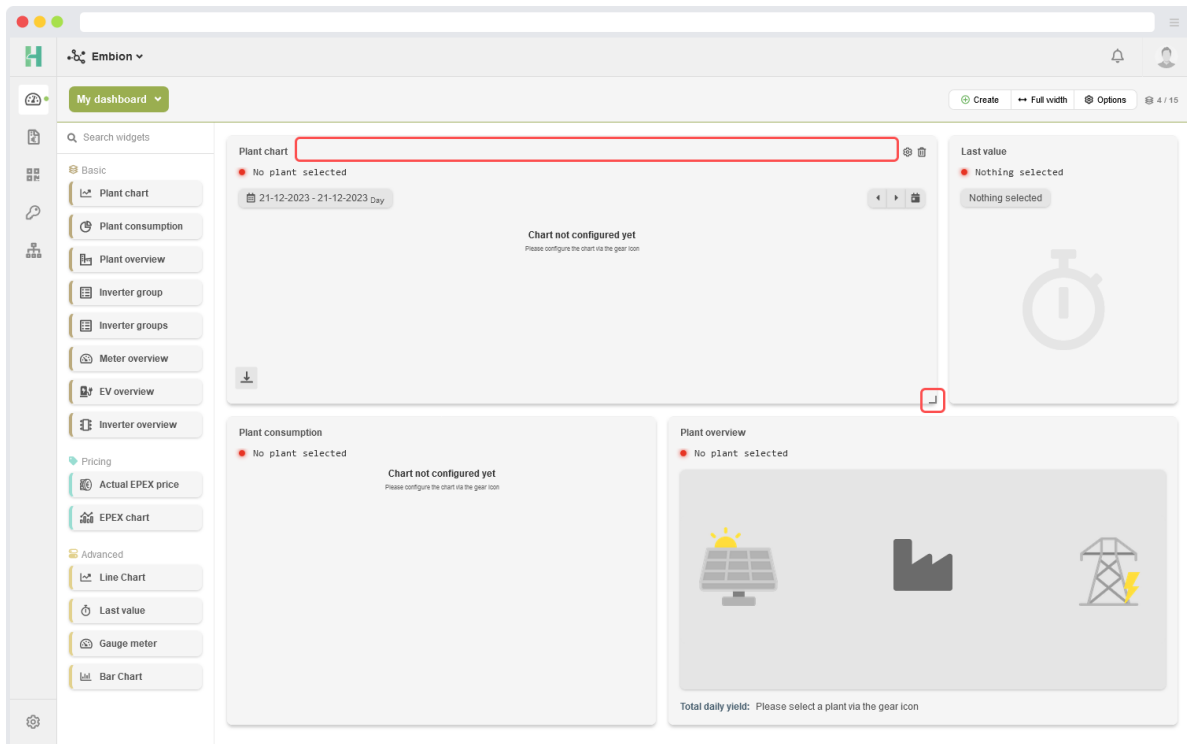 Embion
My dashboard
Create
Full width
Options
4 / 15
Search widgets
Basic
Plant chart
Plant consumption
Plant overview
Inverter group
Inverter groups
Meter overview
EV overview
Inverter overview
Pricing
Actual EPEX price
EPEX chart
Advanced
Line Chart
Last value
Gauge meter
Bar Chart
Plant chart
No plant selected
21-12-2023 - 21-12-2023 Day
Chart not configured yet
Please configure the chart via the gear icon
Last value
Nothing selected
Nothing selected
Plant consumption
No plant selected
Chart not configured yet
Please configure the chart via the gear icon
Plant overview
No plant selected
Total daily yield: Please select a plant via the gear icon